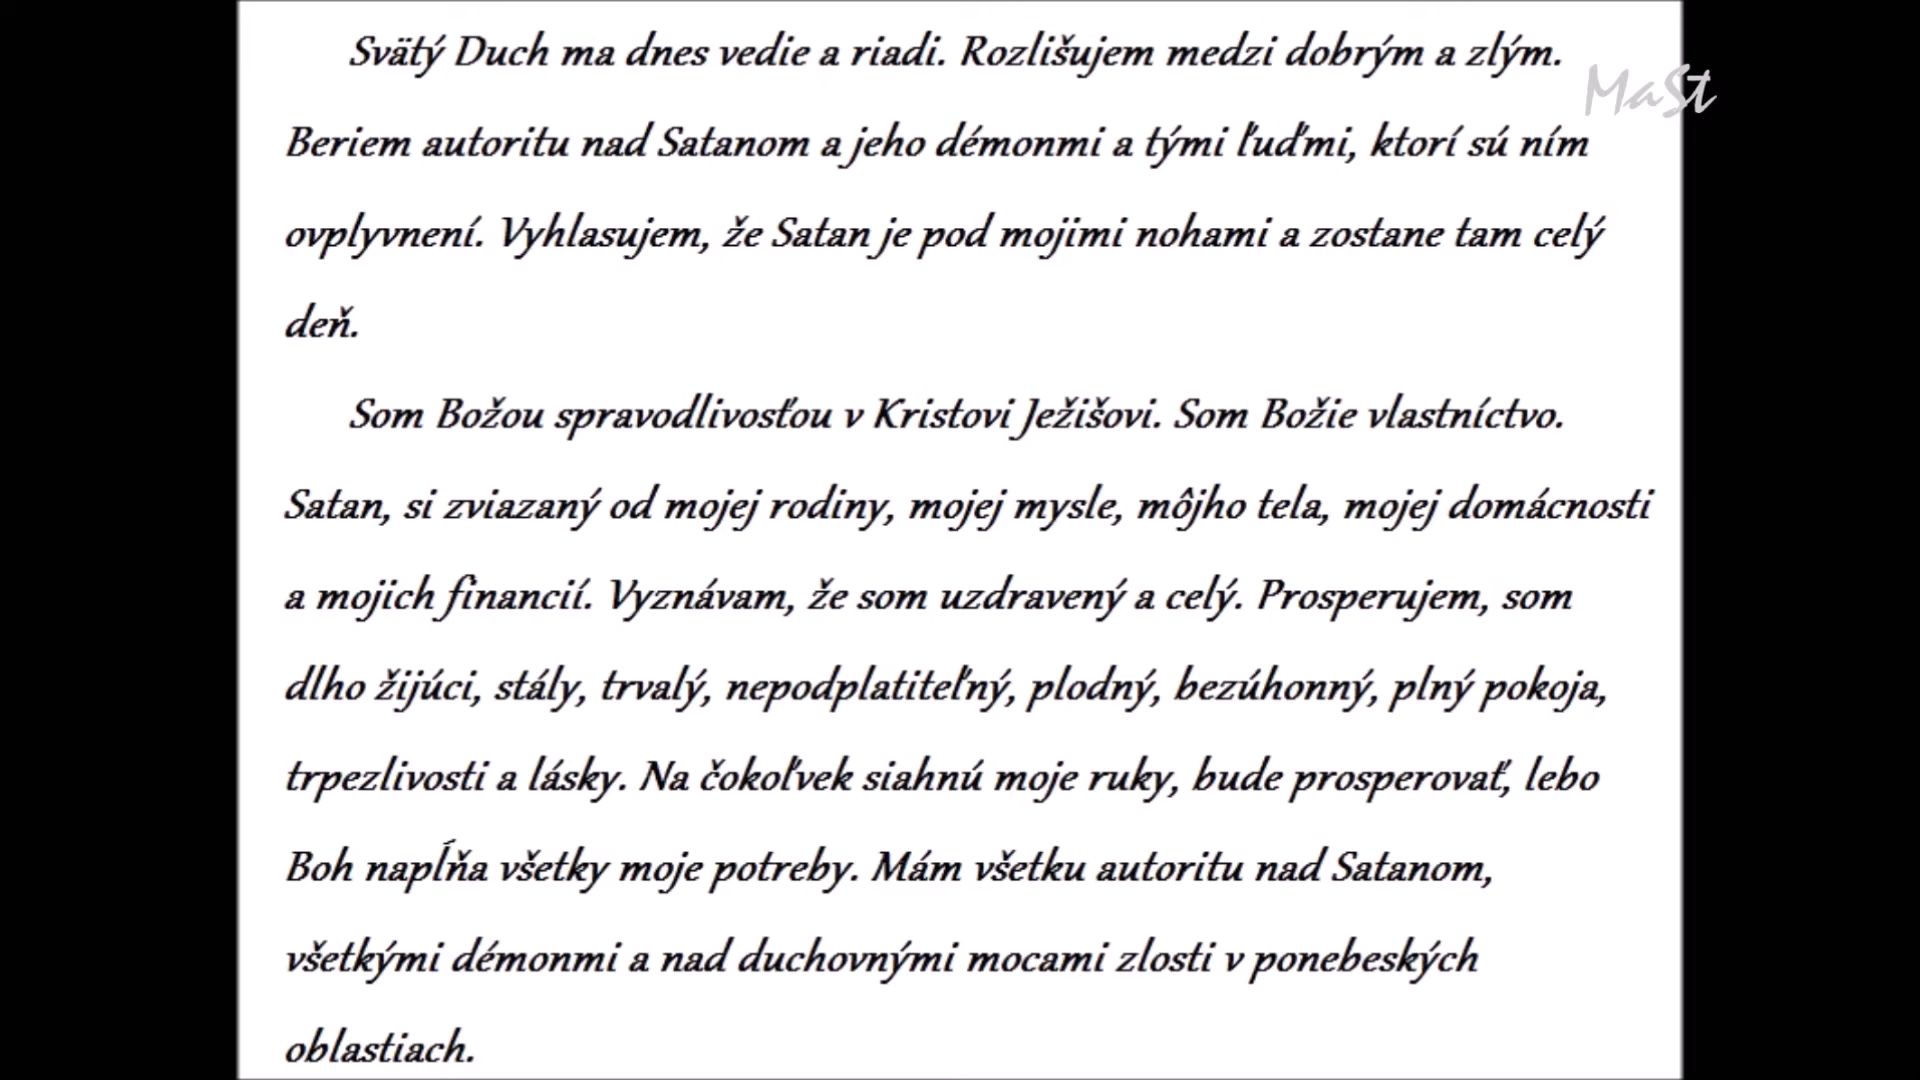 Svätý Duch ma dnes vedie a riadi. Rozlišujem medzi dobrým a zlým.
MaSt
Beriem autoritu nad Satanom a jeho démonmi a tými ľuďmi, ktorí sú ním
ovplyvnení. Vyhlasujem, že Satan je pod mojimi nohami a zostane tam celý
deň.
Som Božou spravodlivosťou v Kristovi Ježišovi. Som Božie vlastníctvo.
Satan, si zviazaný od mojej rodiny, mojej mysle, môjho tela, mojej domácnosti
a mojich financií. Vyznávam, že som uzdravený a celý. Prosperujem, som
dlho žijúci, stály, trvalý, nepodplatiteľný, plodný, bezúhonný, plný pokoja,
trpezlivosti a lásky. Na čokoľvek siahnú moje ruky, bude prosperovať, lebo
Boh napĺňa všetky moje potreby. Mám všetku autoritu nad Satanom,
všetkými démonmi a nad duchovnými mocami zlosti v ponebeských
oblastiach.